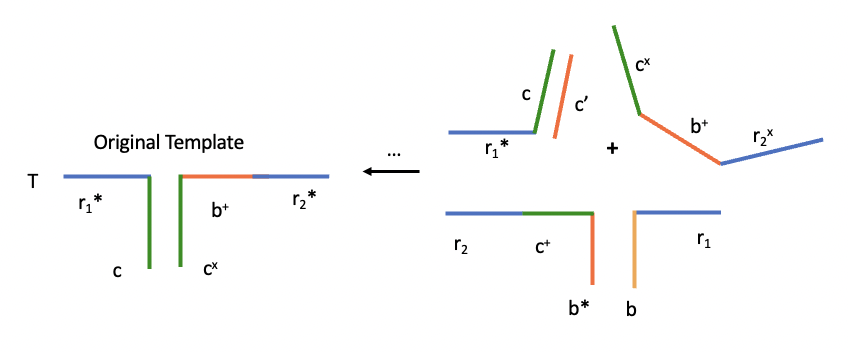 Original Template
T
r₁*
b⁺
r₂*
c
cˣ
...
c
c’
r₁*
+
cˣ
b⁺
r₂ˣ
r₂
c⁺
r₁
b*
b